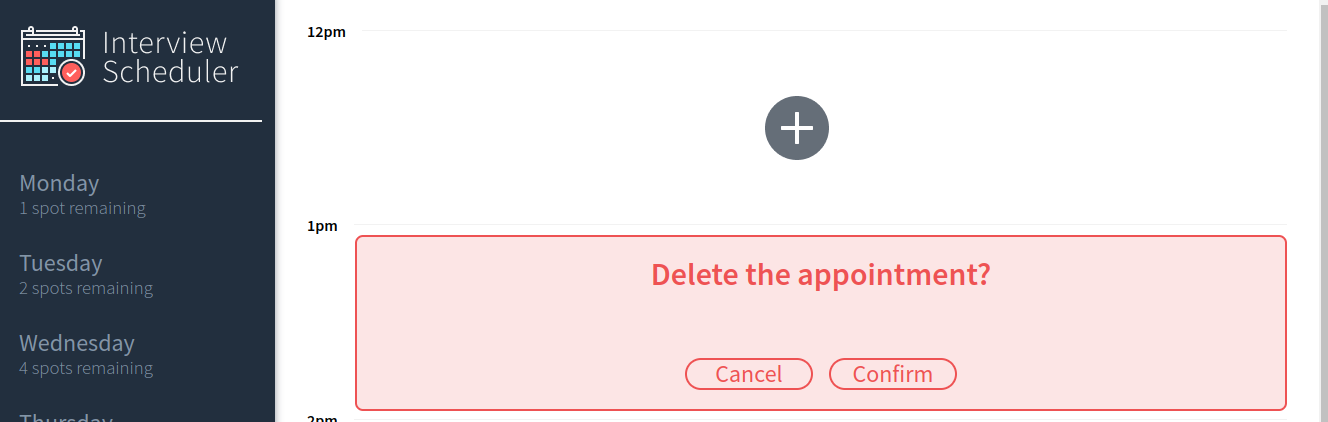 Interview
Scheduler
Monday
1 spot remaining
Tuesday
2 spots remaining
Wednesday
4 spots remaining
Thursday
12pm
1pm
Delete the appointment?
Cancel
Confirm
2pm